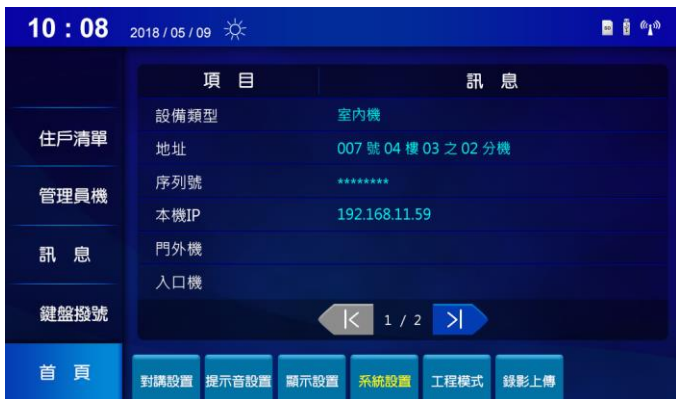 10 : 08 2018 / 05 / 09
項 目 訊 息
設備類型 室內機
地址 007 號 04 樓 03 之 02 分機
序列號 ********
本機IP 192.168.11.59
門外機
入口機
1 / 2
住戶清單
管理員機
訊 息
鍵盤撥號
首 頁
對講設置 提示音設置 顯示設置 系統設置 工程模式 錄影上傳